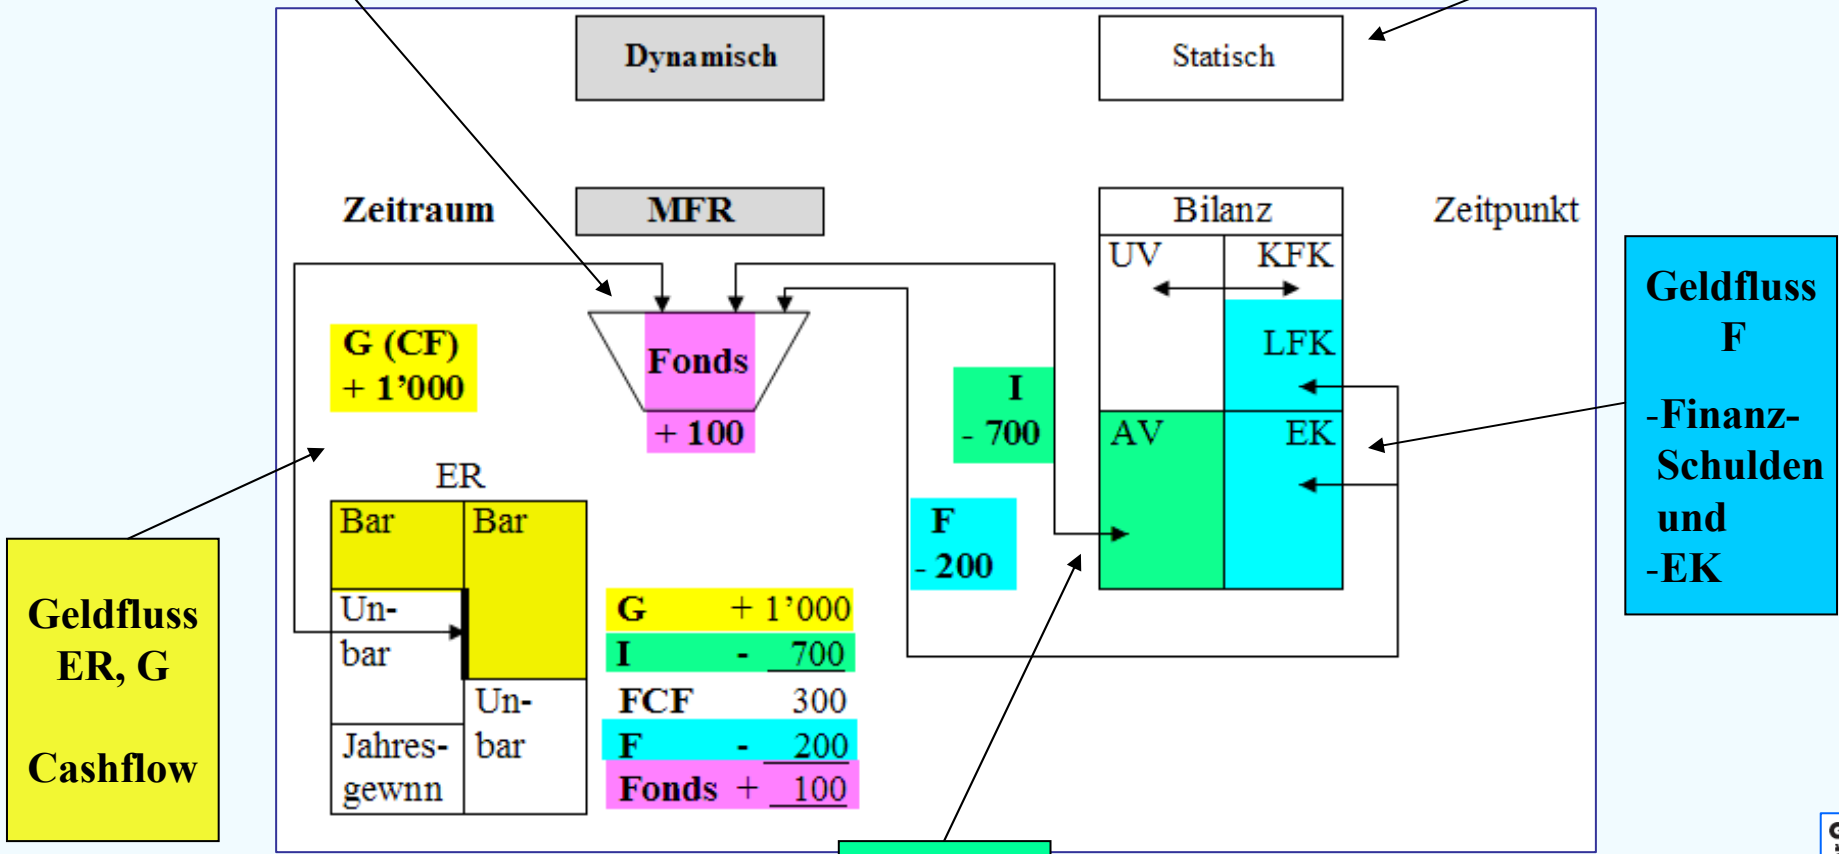 Dynamisch
Statisch
Zeitraum
MFR
Bilanz
Zeitpunkt
UV
KFK
LFK
AV
EK
G (CF)
+ 1’000
Fonds
+ 100
I
- 700
F
- 200
ER
Bar
Bar
Un-
bar
Un-
bar
Jahres-
gewnn
G + 1’000
I - 700
FCF 300
F - 200
Fonds + 100
Geldfluss
ER, G
Cashflow
Geldfluss
F
-Finanz-
Schulden
und
-EK